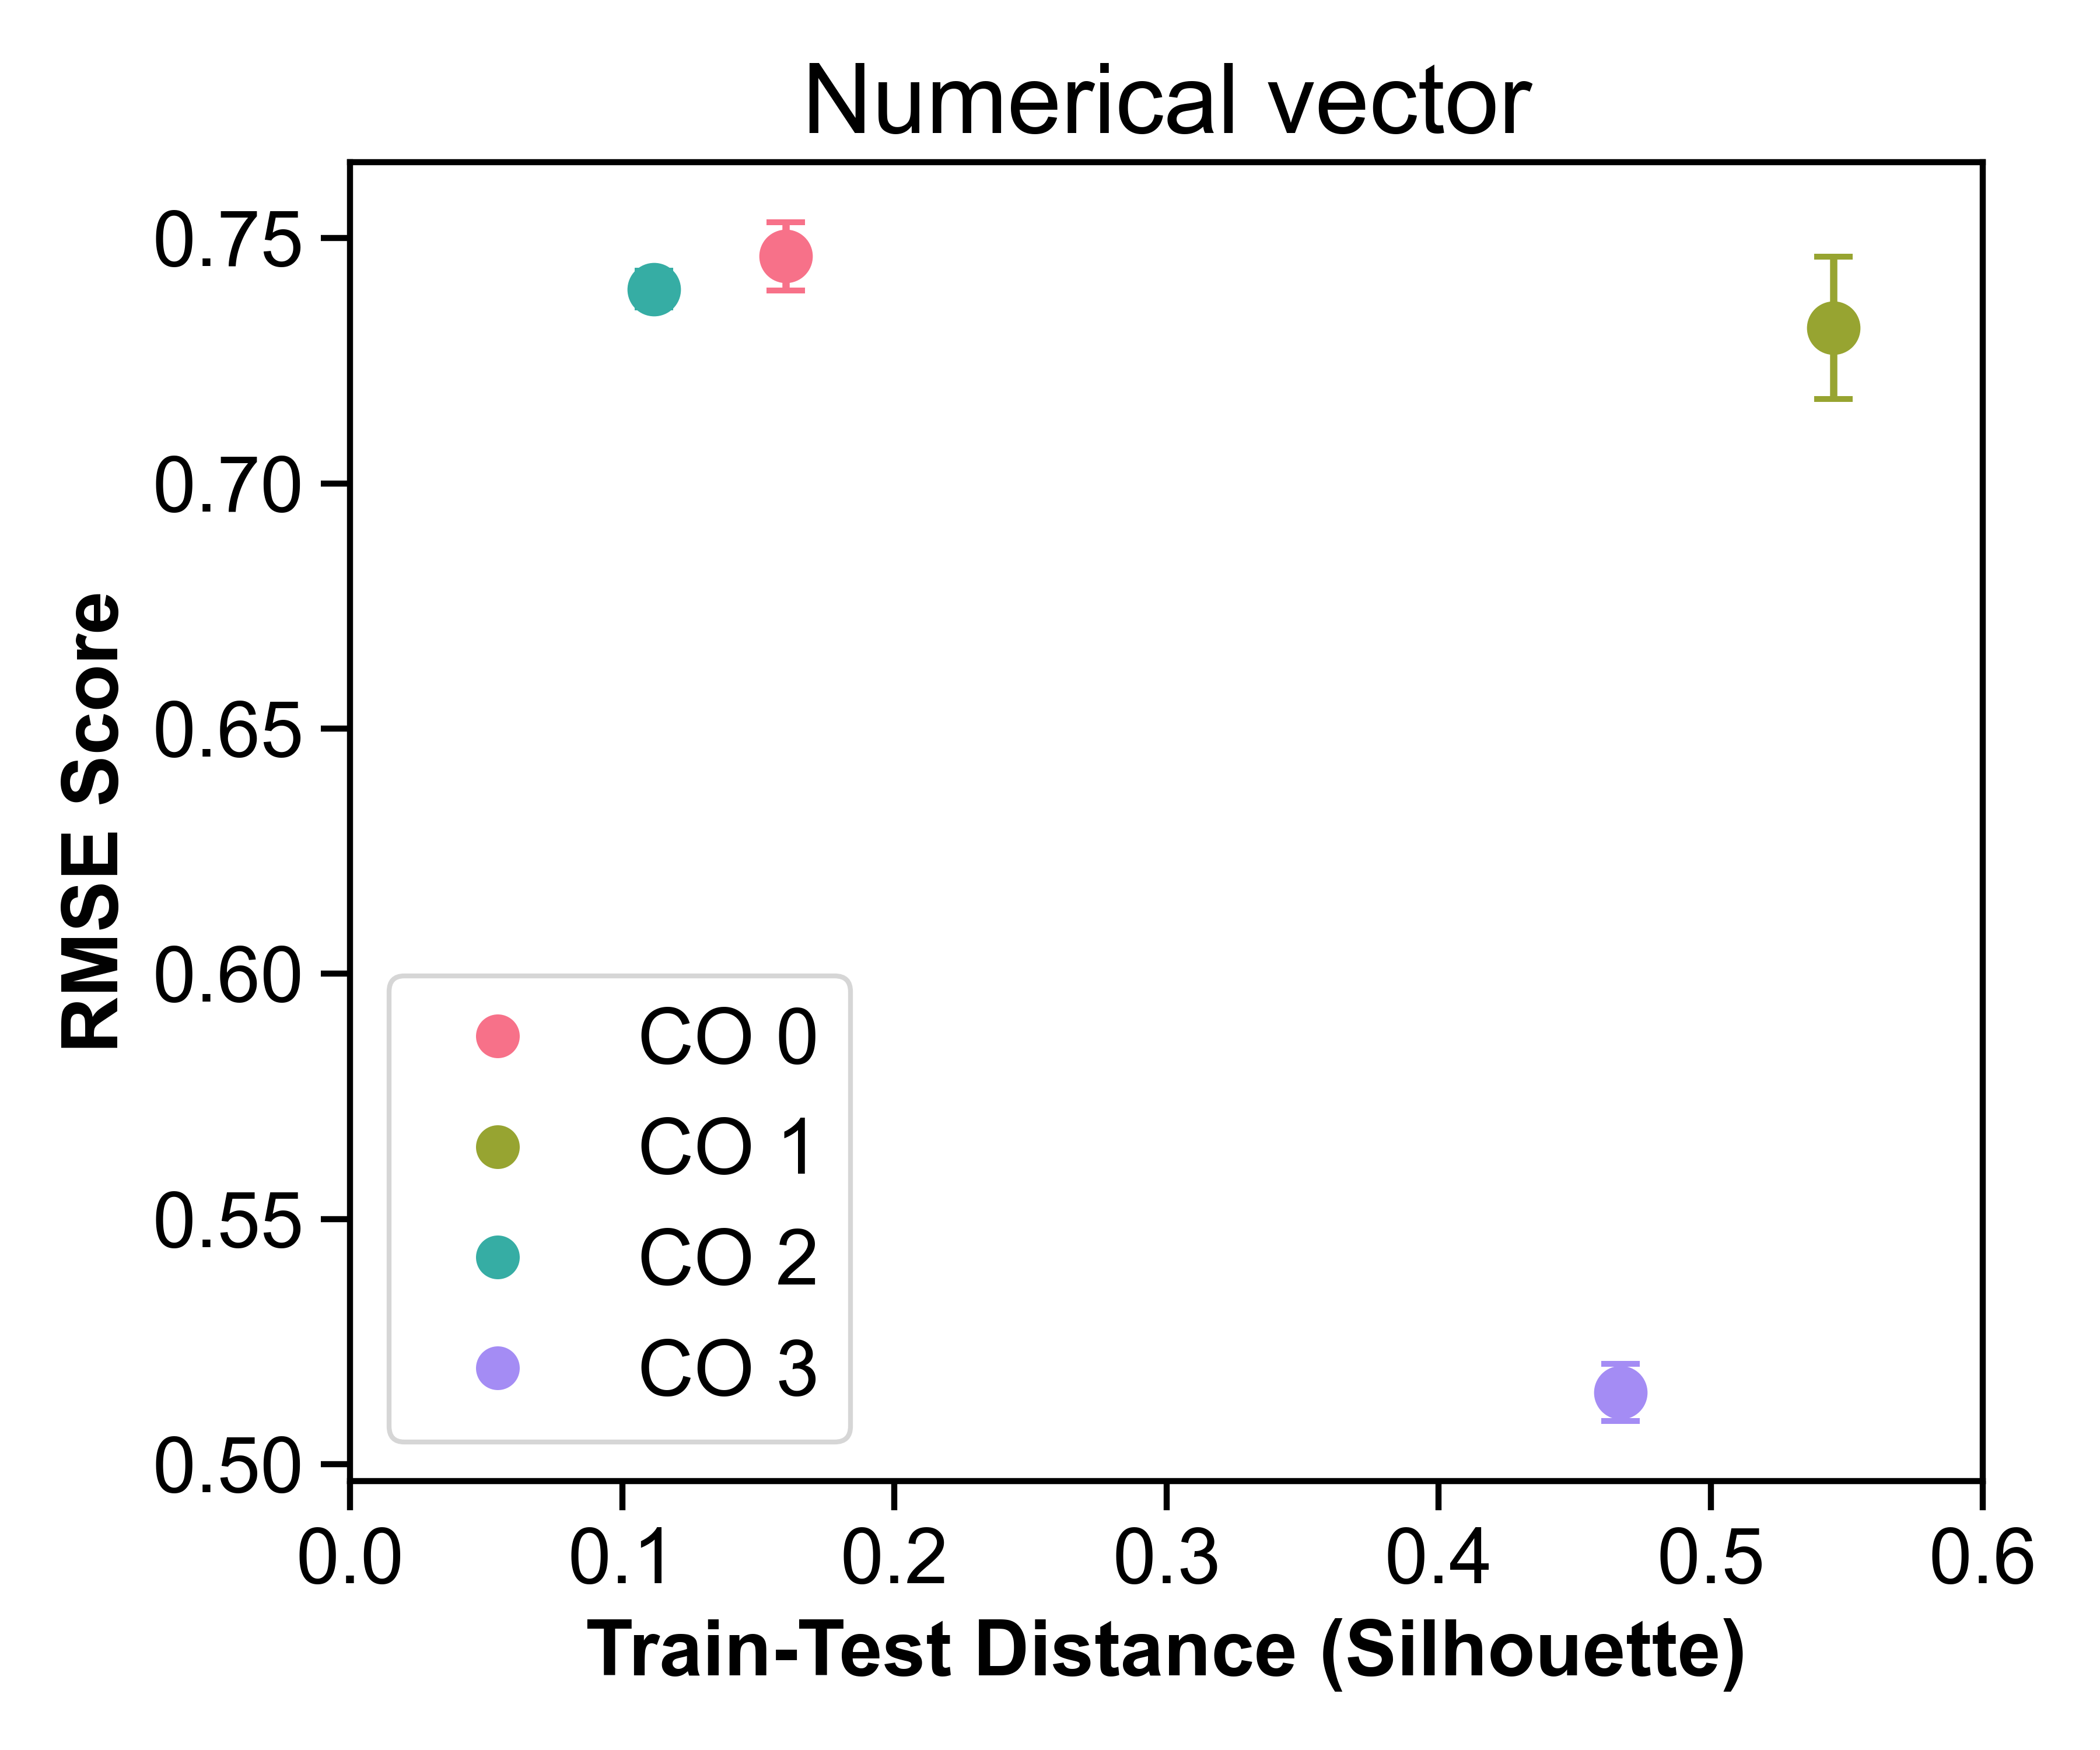 Numerical vector
RMSE Score
0.75
0.70
0.65
0.60
0.55
0.50
CO 0
CO 1
CO 2
CO 3
0.0 0.1 0.2 0.3 0.4 0.5 0.6
Train-Test Distance (Silhouette)